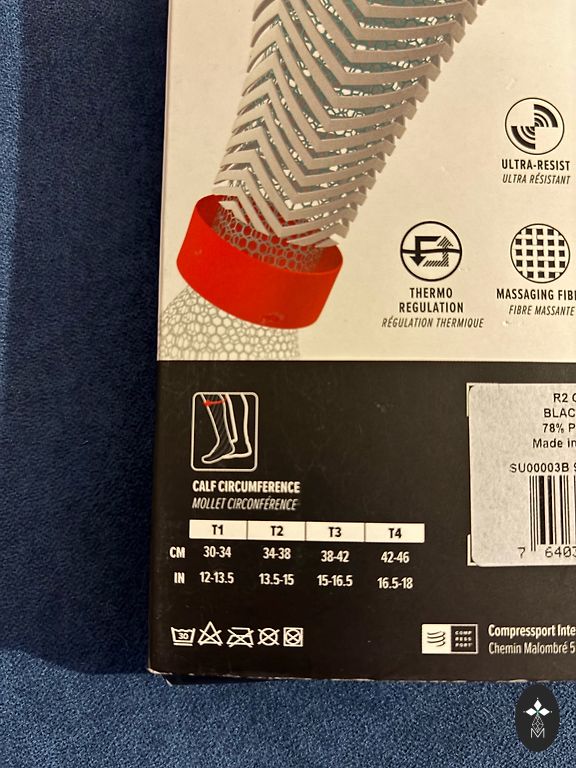 ULTRA-RESIST
ULTRA RÉSISTANT
THERMO
REGULATION
RÉGULATION THERMIQUE
MASSAGING FIB
FIBRE MASSANTE
CALF CIRCUMFERENCE
MOLLET CIRCONFÉRENCE
T1 T2 T3 T4
CM 30-34 34-38 38-42 42-46
IN 12-13.5 13.5-15 15-16.5 16.5-18
30
R2
BLAC
78% P
Made in
SU00003B
7 6403
COMP
RESS
PORT
Compressport Inte
Chemin Malombré 5
M